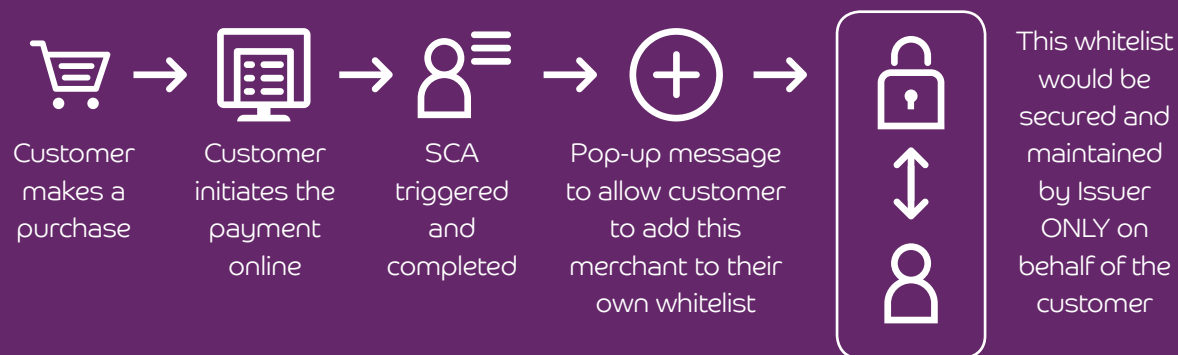 Customer
makes a
purchase
Customer
initiates the
payment
online
SCA
triggered
and
completed
Pop-up message
to allow customer
to add this
merchant to their
own whitelist
This whitelist
would be
secured and
maintained
by Issuer
ONLY on
behalf of the
customer